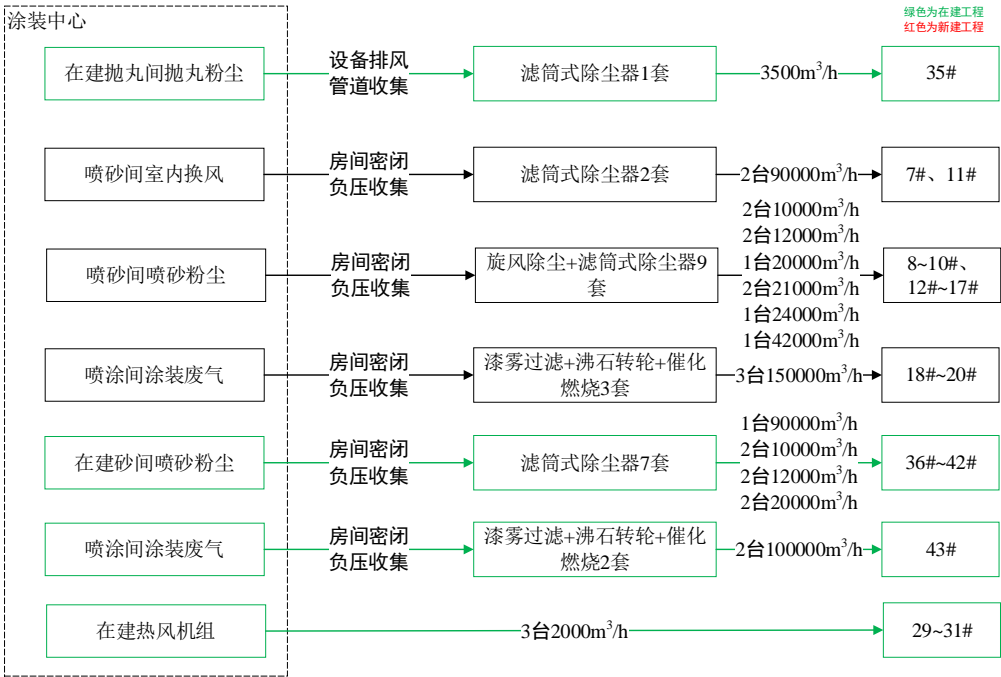 绿色为在建工程
红色为新建工程
涂装中心
在建抛丸间抛丸粉尘
设备排风
管道收集
滤筒式除尘器1套
3500m³/h
35#
喷砂间室内换风
房间密闭
负压收集
滤筒式除尘器2套
2台90000m³/h
7#、11#
喷砂间喷砂粉尘
房间密闭
负压收集
旋风除尘+滤筒式除尘器9
套
2台10000m³/h
2台12000m³/h
1台20000m³/h
2台21000m³/h
1台24000m³/h
1台42000m³/h
8~10#、
12#~17#
喷涂间涂装废气
房间密闭
负压收集
漆雾过滤+沸石转轮+催化
燃烧3套
3台150000m³/h
18#~20#
在建砂间喷砂粉尘
房间密闭
负压收集
滤筒式除尘器7套
1台90000m³/h
2台10000m³/h
2台12000m³/h
2台20000m³/h
36#~42#
喷涂间涂装废气
房间密闭
负压收集
漆雾过滤+沸石转轮+催化
燃烧2套
2台100000m³/h
43#
在建热风机组
3台2000m³/h
29~31#